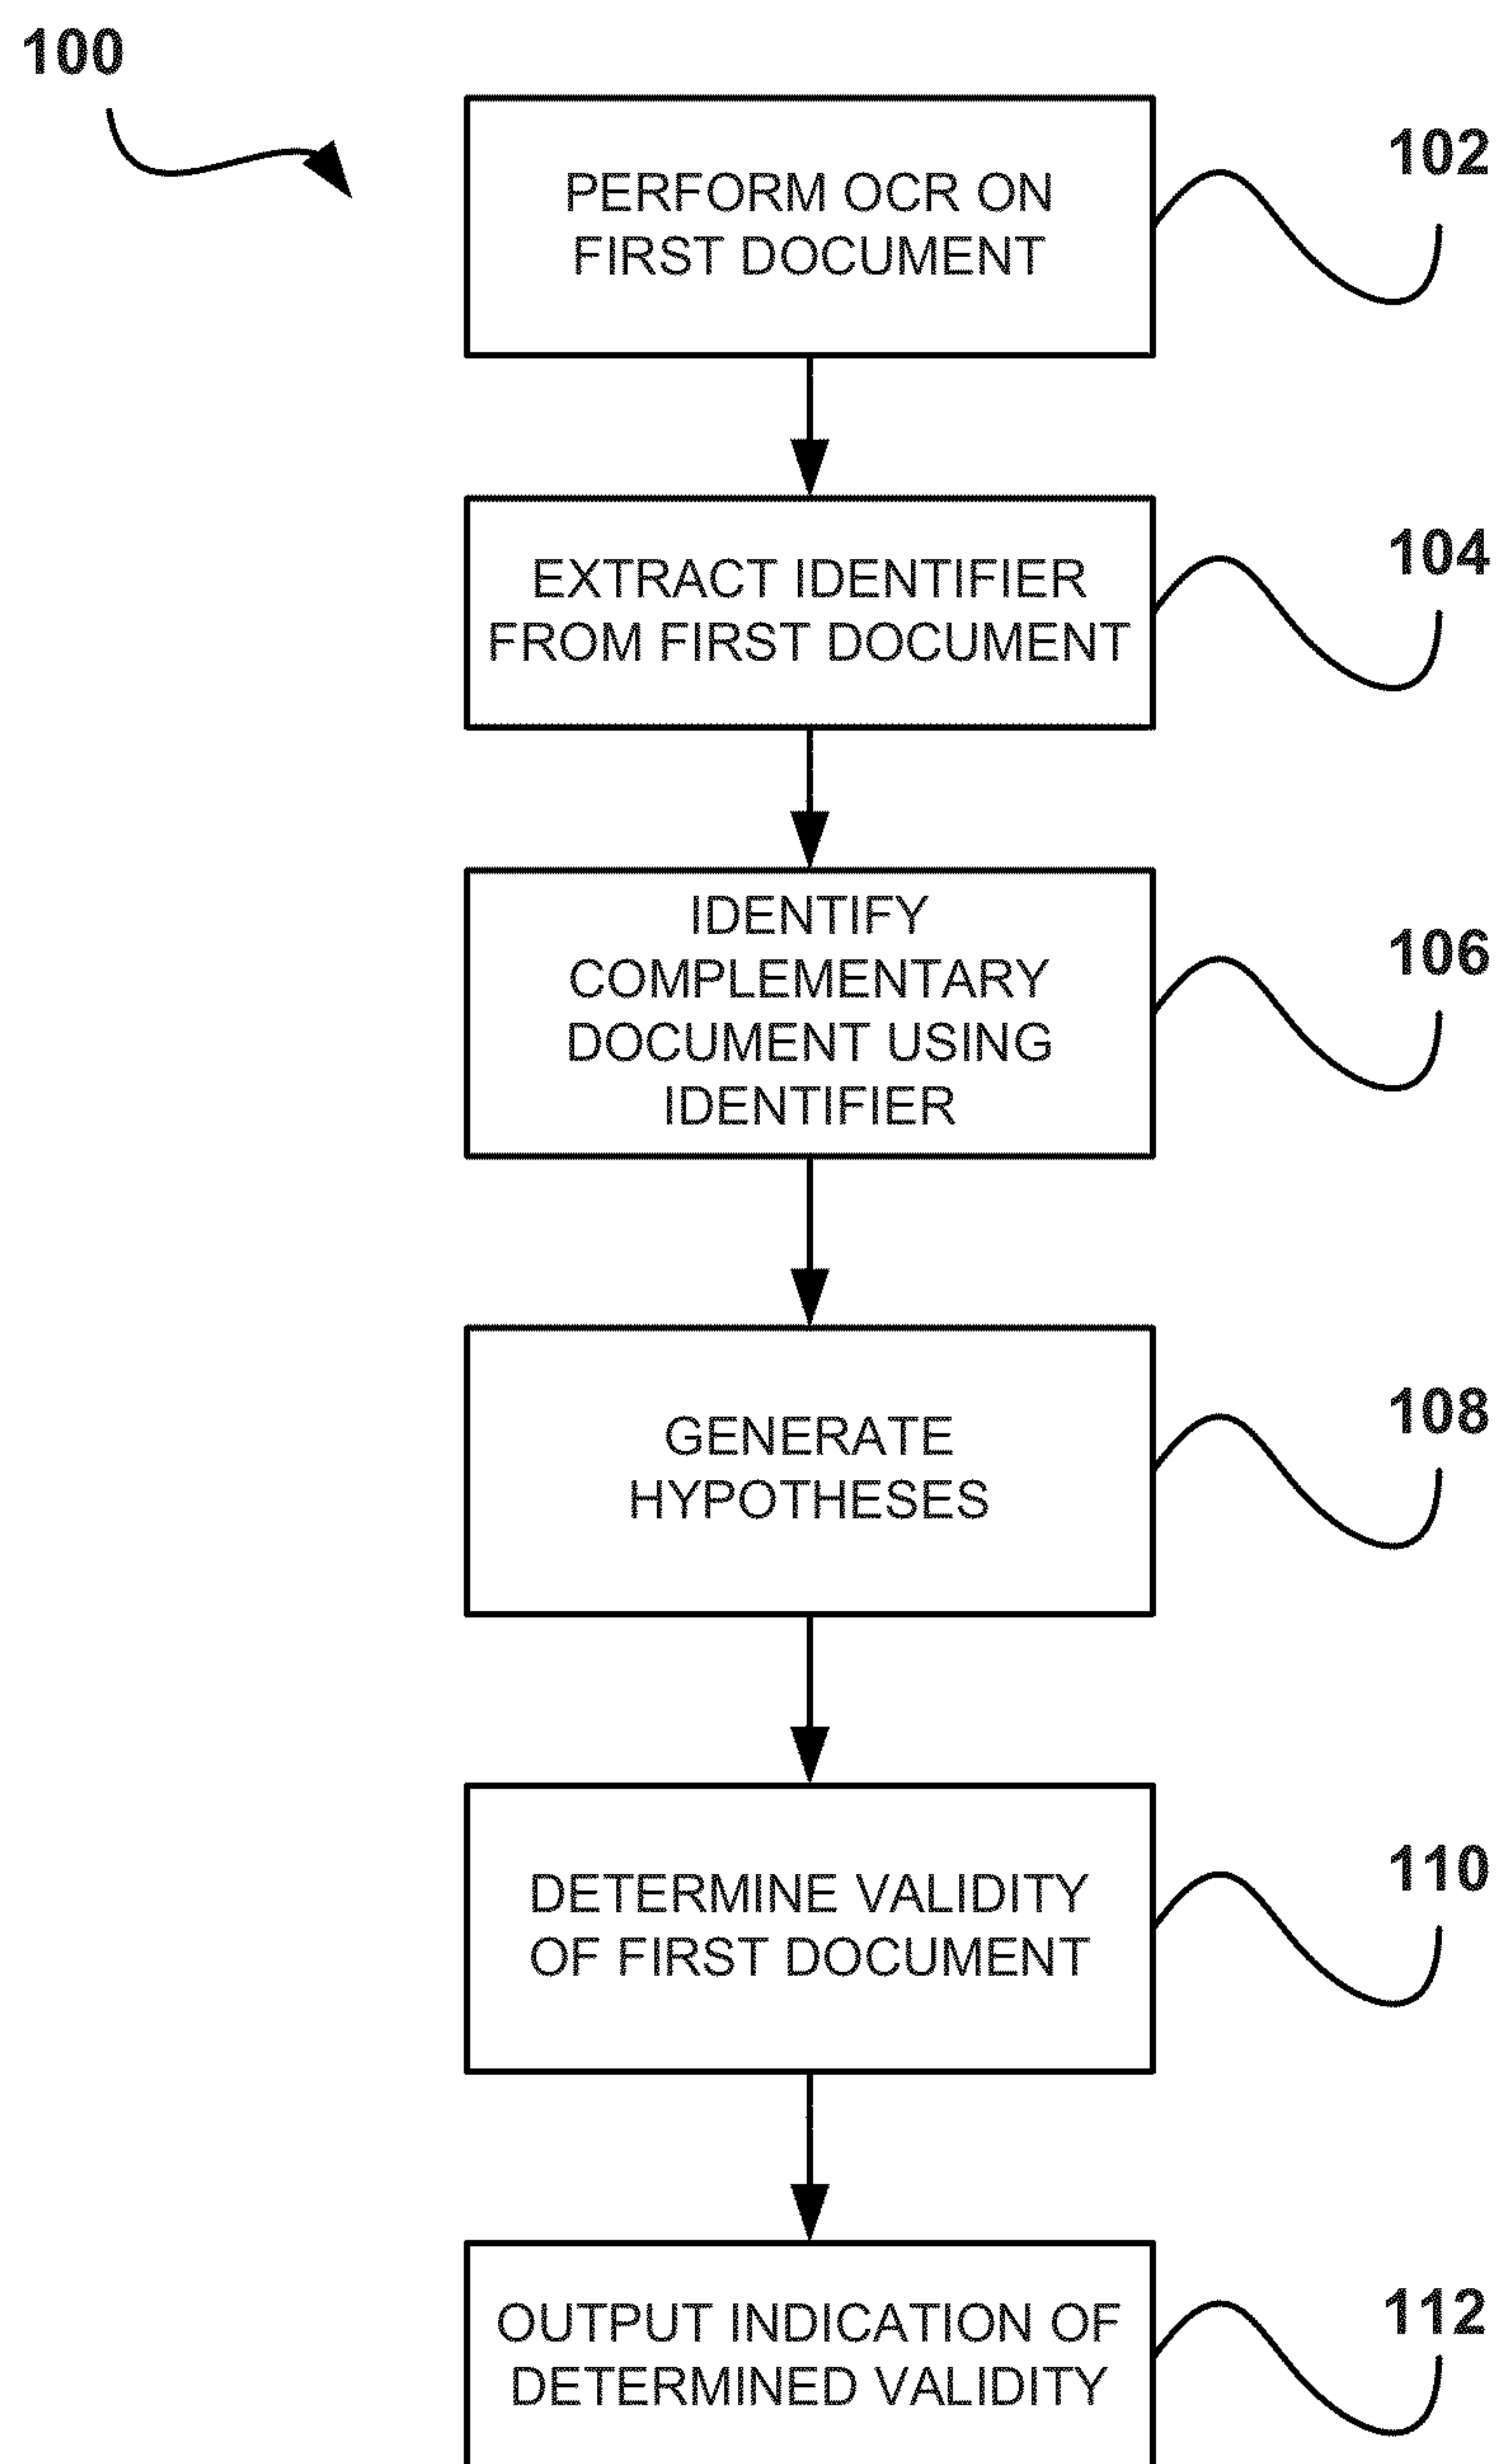 100
PERFORM OCR ON
FIRST DOCUMENT
102
EXTRACT IDENTIFIER
FROM FIRST DOCUMENT
104
IDENTIFY
COMPLEMENTARY
DOCUMENT USING
IDENTIFIER
106
GENERATE
HYPOTHESES
108
DETERMINE VALIDITY
OF FIRST DOCUMENT
110
OUTPUT INDICATION OF
DETERMINED VALIDITY
112